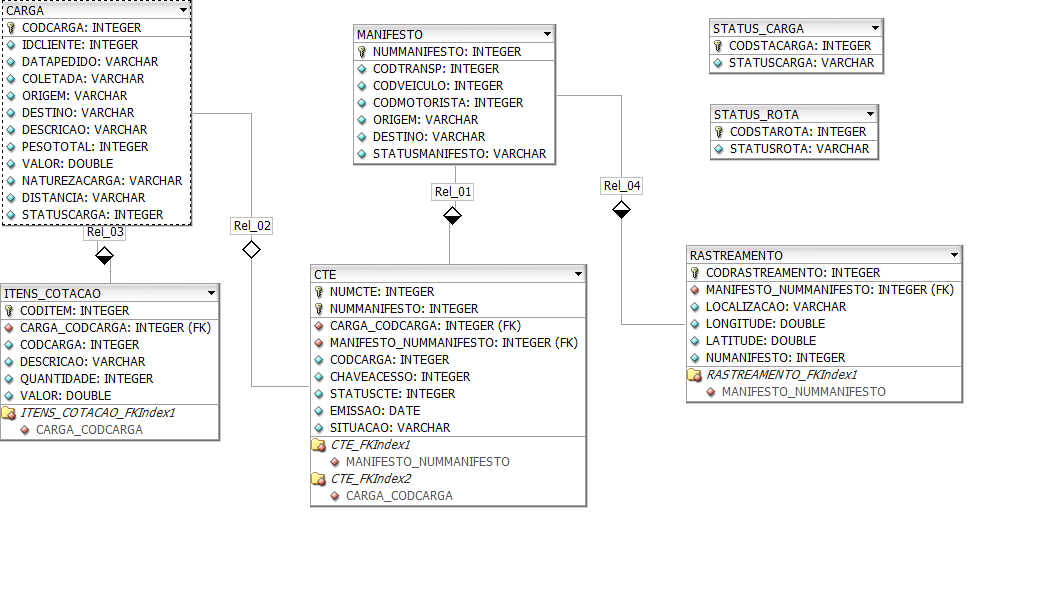 CARGA
CODCARGA: INTEGER
IDCLIENTE: INTEGER
DATAPEDIDO: VARCHAR
COLETADA: VARCHAR
ORIGEM: VARCHAR
DESTINO: VARCHAR
DESCRICAO: VARCHAR
PESOTOTAL: INTEGER
VALOR: DOUBLE
NATUREZACARGA: VARCHAR
DISTANCIA: VARCHAR
STATUSCARGA: INTEGER
MANIFESTO
NUMMANIFESTO: INTEGER
CODTRANSP: INTEGER
CODVEICULO: INTEGER
CODMOTORISTA: INTEGER
ORIGEM: VARCHAR
DESTINO: VARCHAR
STATUSMANIFESTO: VARCHAR
STATUS_CARGA
CODSTACARGA: INTEGER
STATUSCARGA: VARCHAR
STATUS_ROTA
CODSTAROTA: INTEGER
STATUSROTA: VARCHAR
Rel_03
Rel_02
Rel_01
Rel_04
ITENS_COTACAO
CODITEM: INTEGER
CARGA_CODCARGA: INTEGER (FK)
CODCARGA: INTEGER
DESCRICAO: VARCHAR
QUANTIDADE: INTEGER
VALOR: DOUBLE
ITENS_COTACAO_FKIndex1
CARGA_CODCARGA
CTE
NUMCTE: INTEGER
NUMMANIFESTO: INTEGER
CARGA_CODCARGA: INTEGER (FK)
MANIFESTO_NUMMANIFESTO: INTEGER (FK)
CODCARGA: INTEGER
CHAVEACESSO: INTEGER
STATUSCTE: INTEGER
EMISSAO: DATE
SITUACAO: VARCHAR
CTE_FKIndex1
MANIFESTO_NUMMANIFESTO
CTE_FKIndex2
CARGA_CODCARGA
RASTREAMENTO
CODRASTREAMENTO: INTEGER
MANIFESTO_NUMMANIFESTO: INTEGER (FK)
LOCALIZACAO: VARCHAR
LONGITUDE: DOUBLE
LATITUDE: DOUBLE
NUMANIFESTO: INTEGER
RASTREAMENTO_FKIndex1
MANIFESTO_NUMMANIFESTO